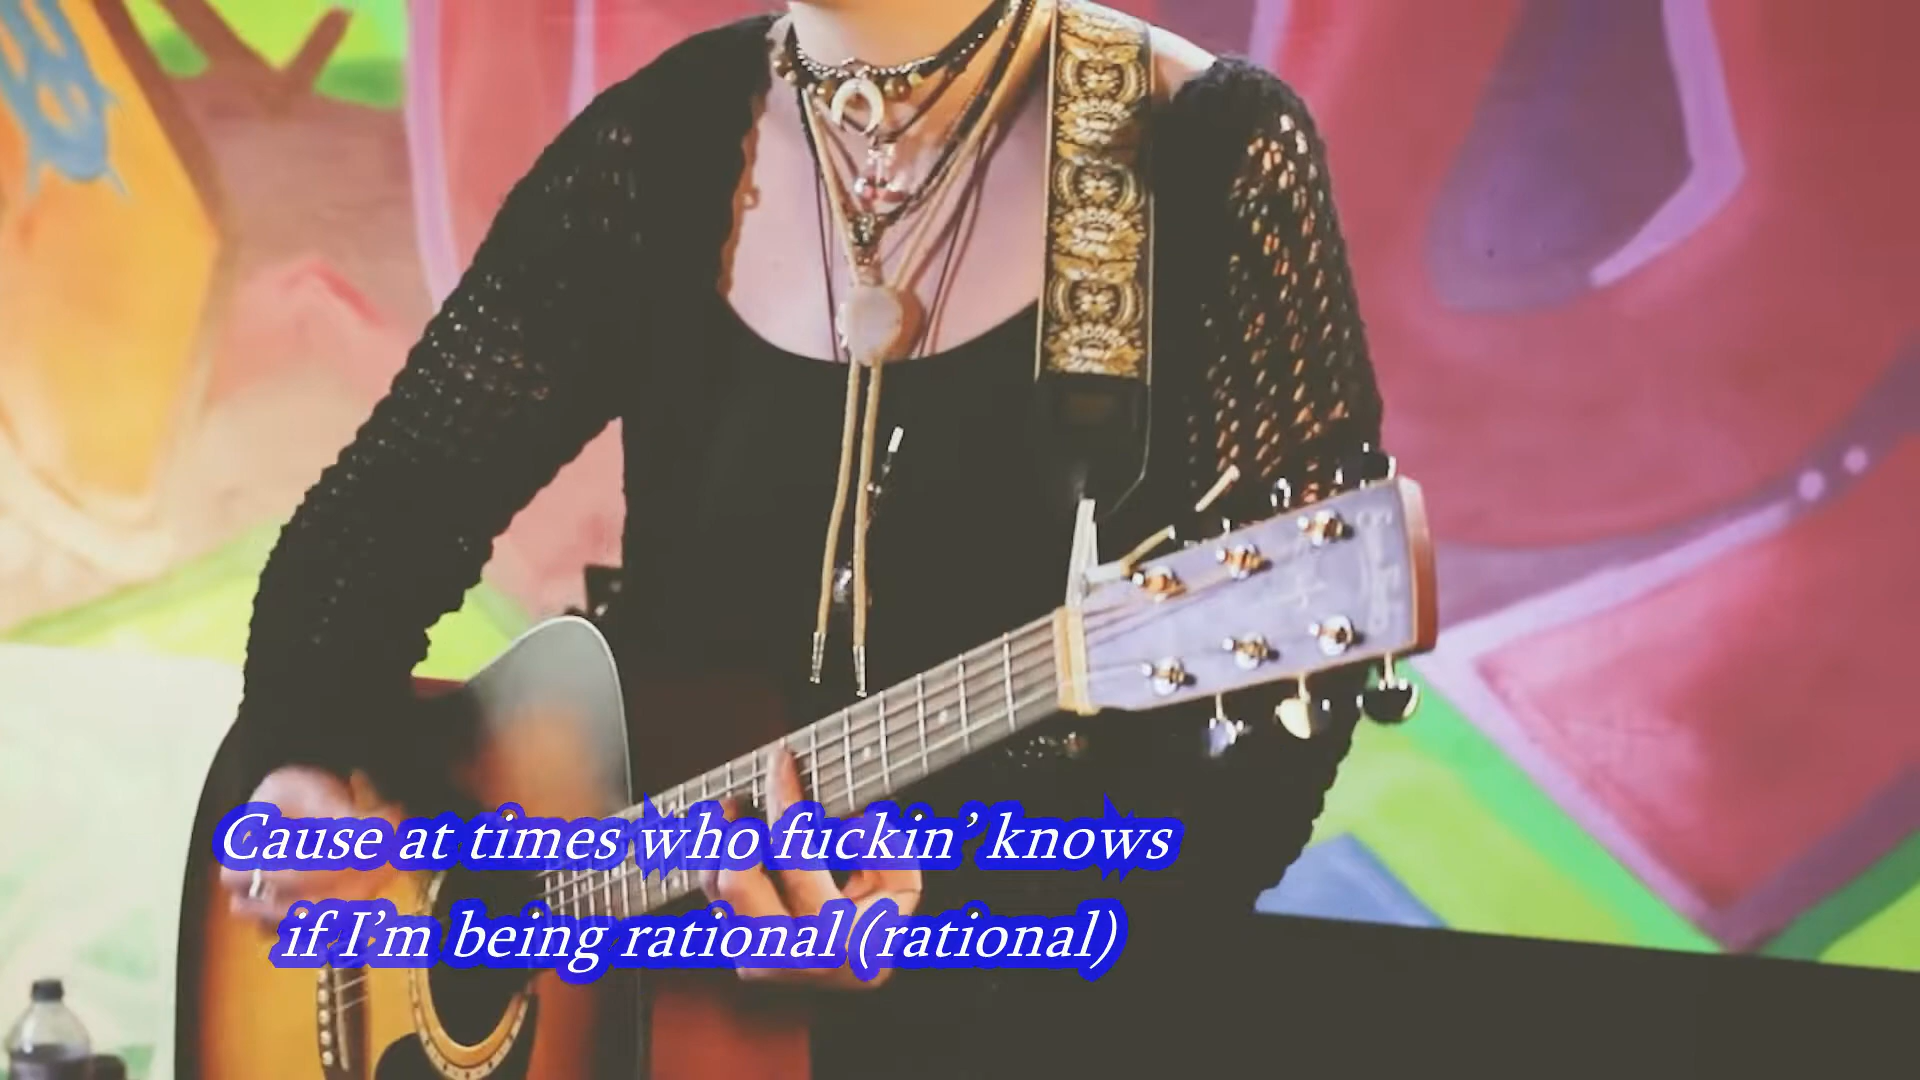 Cause at times who fuckin’ knows
if I’m being rational (rational)